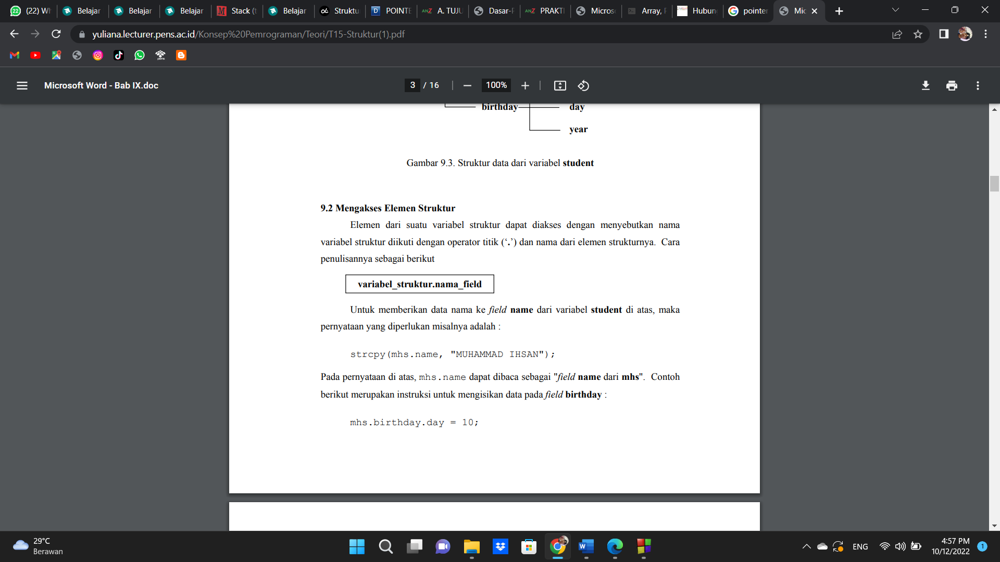 22 (22) Wh Belajar Belajar Belajar Stack (t Belajar Struktu POINTE A. TUJU Dasar-P PRAKTI Micros Array, Hubun pointer Mic
yuliana.lecturer.pens.ac.id/Konsep%20Pemrograman/Teori/T15-Struktur(1).pdf
Microsoft Word - Bab IX.doc
3 / 16
100%
birthday day
year
Gambar 9.3. Struktur data dari variabel student
9.2 Mengakses Elemen Struktur
Elemen dari suatu variabel struktur dapat diakses dengan menyebutkan nama
variabel struktur diikuti dengan operator titik (‘.’) dan nama dari elemen strukturnya. Cara
penulisannya sebagai berikut
variabel_struktur.nama_field
Untuk memberikan data nama ke field name dari variabel student di atas, maka
pernyataan yang diperlukan misalnya adalah :
strcpy(mhs.name, "MUHAMMAD IHSAN");
Pada pernyataan di atas, mhs.name dapat dibaca sebagai "field name dari mhs". Contoh
berikut merupakan instruksi untuk mengisikan data pada field birthday :
mhs.birthday.day = 10;
29°C
Berawan
ENG
4:57 PM
10/12/2022
1